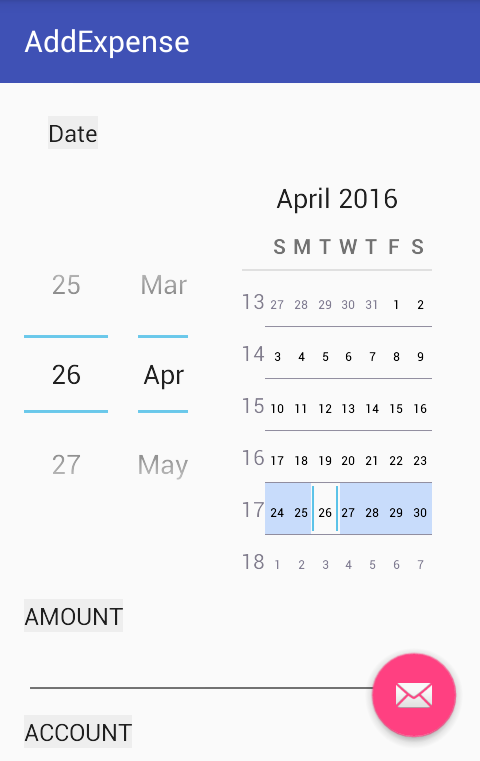 AddExpense
Date
25 Mar
26 Apr
27 May
April 2016
S M T W T F S
13 27 28 29 30 31 1 2
14 3 4 5 6 7 8 9
15 10 11 12 13 14 15 16
16 17 18 19 20 21 22 23
17 24 25 26 27 28 29 30
18 1 2 3 4 5 6 7
AMOUNT
ACCOUNT